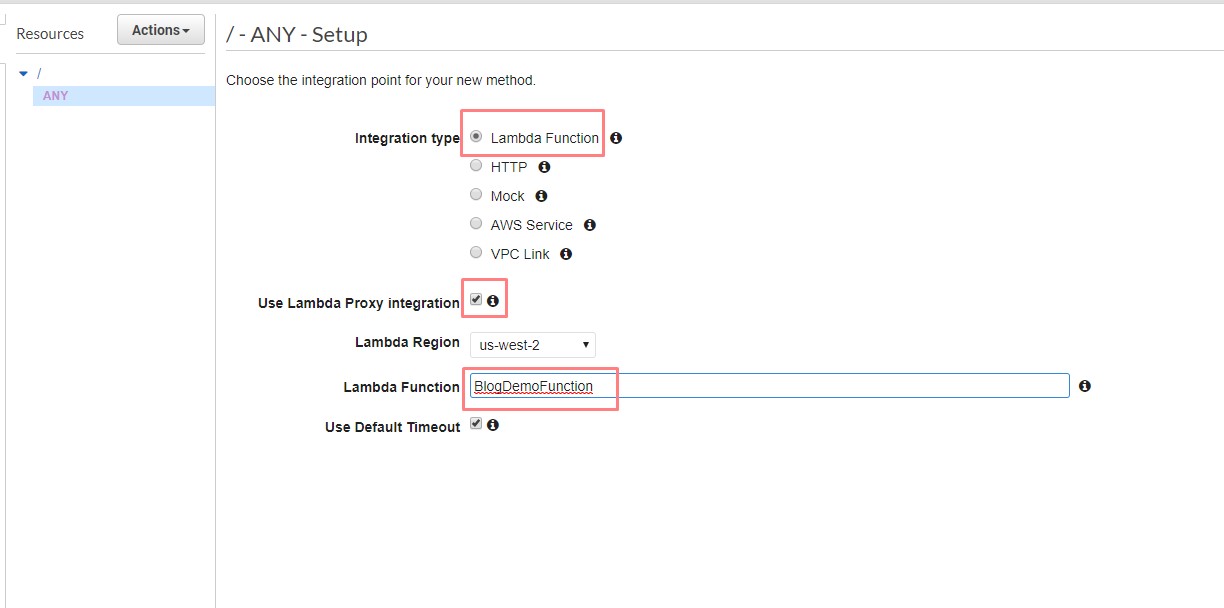 Resources
Actions
/ - ANY - Setup
/
ANY
Choose the integration point for your new method.
Integration type
Lambda Function
HTTP
Mock
AWS Service
VPC Link
Use Lambda Proxy integration
Lambda Region
us-west-2
Lambda Function
BlogDemoFunction
Use Default Timeout